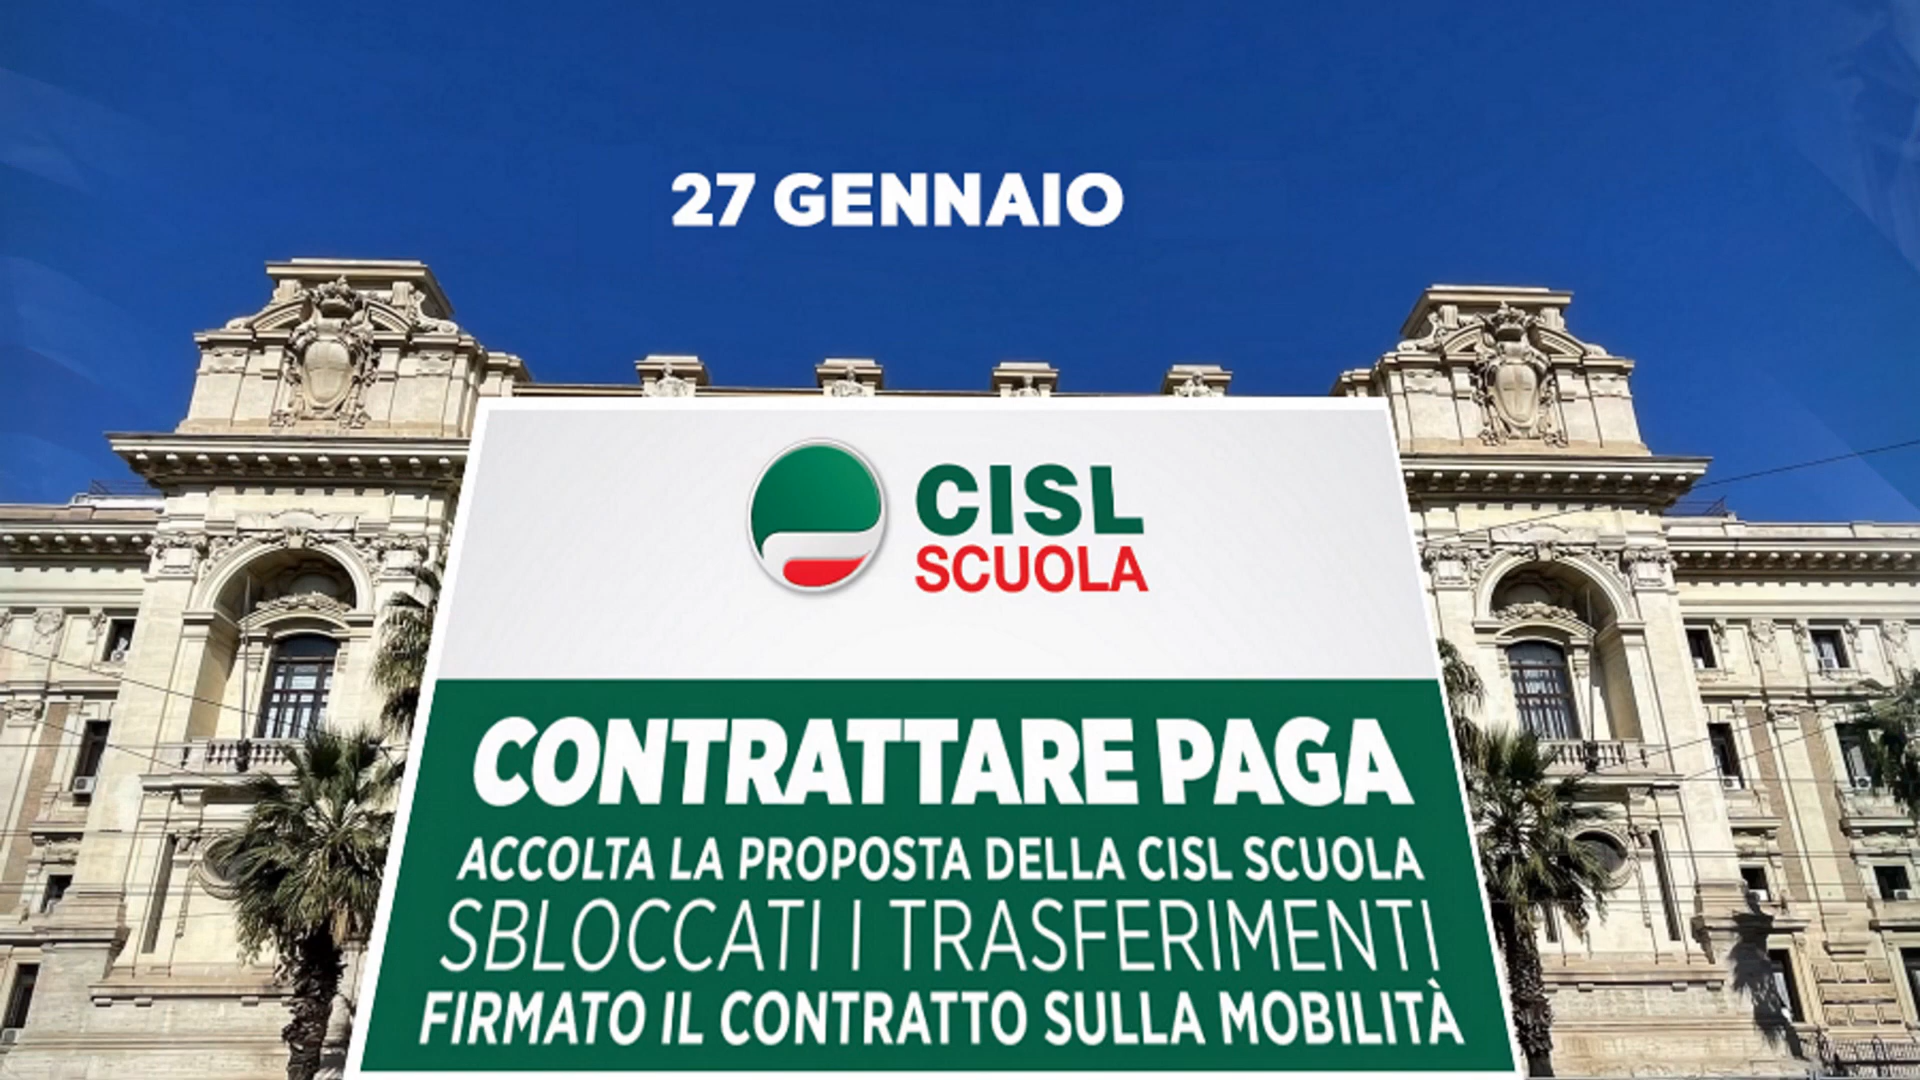 27 GENNAIO
CISL
SCUOLA
CONTRATTARE PAGA
ACCOLTA LA PROPOSTA DELLA CISL SCUOLA
SBLOCCATI I TRASFERIMENTI
FIRMATO IL CONTRATTO SULLA MOBILITÀ